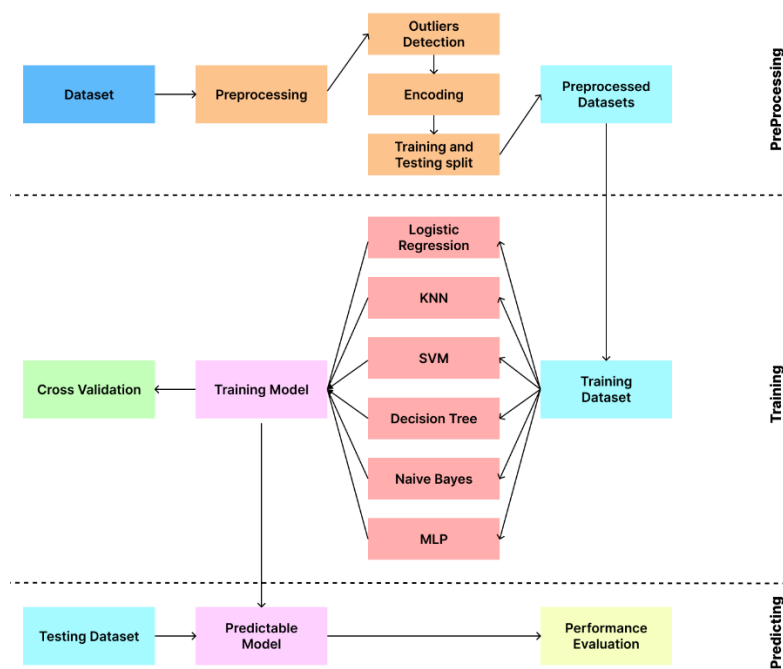 Outliers
Detection
Dataset
Preprocessing
Encoding
Preprocessed
Datasets
Training and
Testing split
PreProcessing
Logistic
Regression
KNN
SVM
Cross Validation
Training Model
Training
Dataset
Decision Tree
Naive Bayes
MLP
Training
Testing Dataset
Predictable
Model
Performance
Evaluation
Predicting